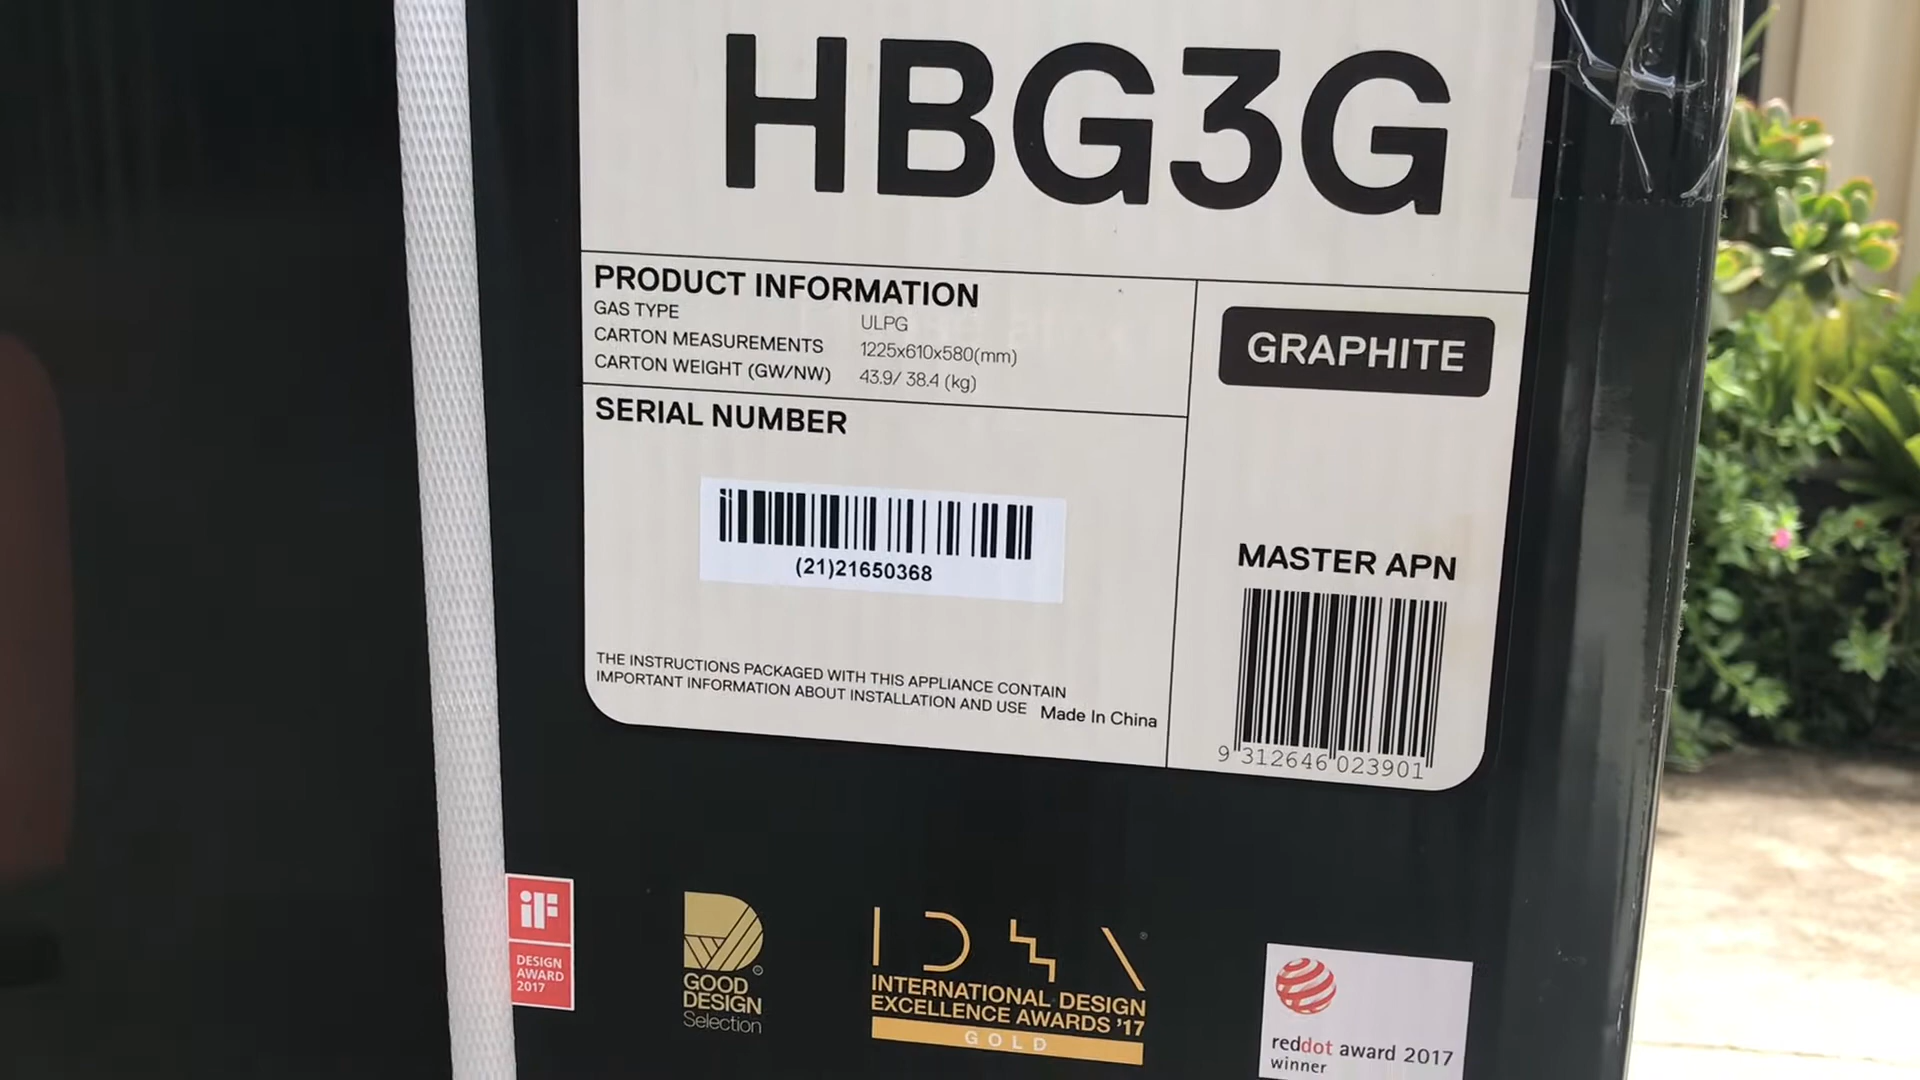 HBG3G
PRODUCT INFORMATION
GAS TYPE ULPG
CARTON MEASUREMENTS 1225x610x580(mm)
CARTON WEIGHT (GW/NW) 43.9/ 38.4 (kg)
GRAPHITE
SERIAL NUMBER
(21)21650368
MASTER APN
9 312646 023901
THE INSTRUCTIONS PACKAGED WITH THIS APPLIANCE CONTAIN
IMPORTANT INFORMATION ABOUT INSTALLATION AND USE Made In China
iF
DESIGN
AWARD
2017
GOOD
DESIGN
Selection
®
IDEA®
INTERNATIONAL DESIGN
EXCELLENCE AWARDS '17
GOLD
reddot award 2017
winner